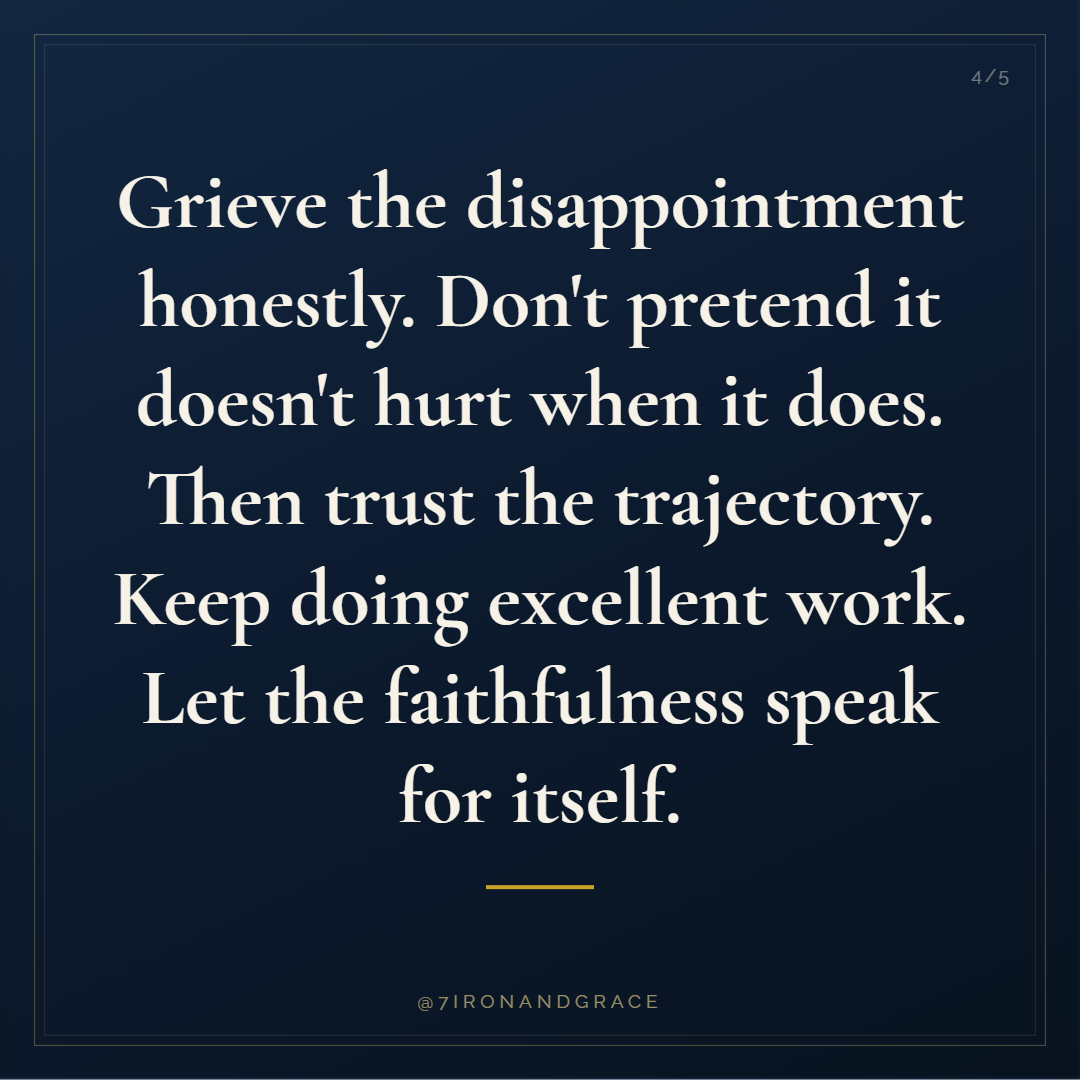 4/5
Grieve the disappointment
honestly. Don't pretend it
doesn't hurt when it does.
Then trust the trajectory.
Keep doing excellent work.
Let the faithfulness speak
for itself.
@7IRONANDGRACE